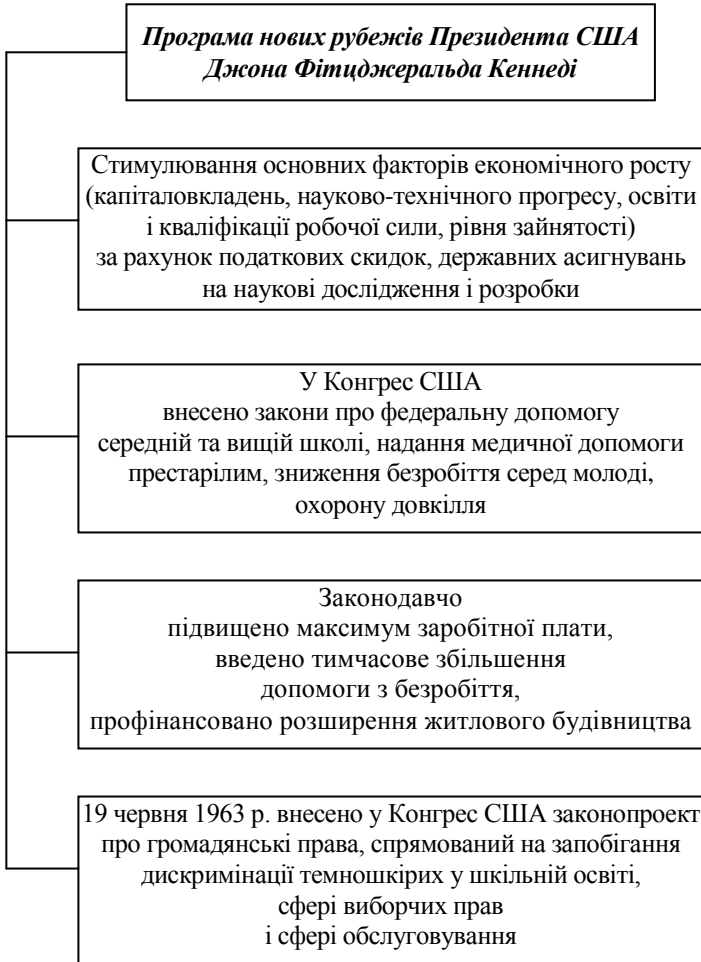 Програма нових рубежів Президента США
Джона Фітцджеральда Кеннеді
Стимулювання основних факторів економічного росту
(капіталовкладень, науково-технічного прогресу, освіти
і кваліфікації робочої сили, рівня зайнятості)
за рахунок податкових скидок, державних асигнувань
на наукові дослідження і розробки
У Конгрес США
внесено закони про федеральну допомогу
середній та вищій школі, надання медичної допомоги
престарілим, зниження безробіття серед молоді,
охорону довкілля
Законодавчо
підвищено максимум заробітної плати,
введено тимчасове збільшення
допомоги з безробіття,
профінансовано розширення житлового будівництва
19 червня 1963 р. внесено у Конгрес США законопроект
про громадянські права, спрямований на запобігання
дискримінації темношкірих у шкільній освіті,
сфері виборчих прав
і сфері обслуговування